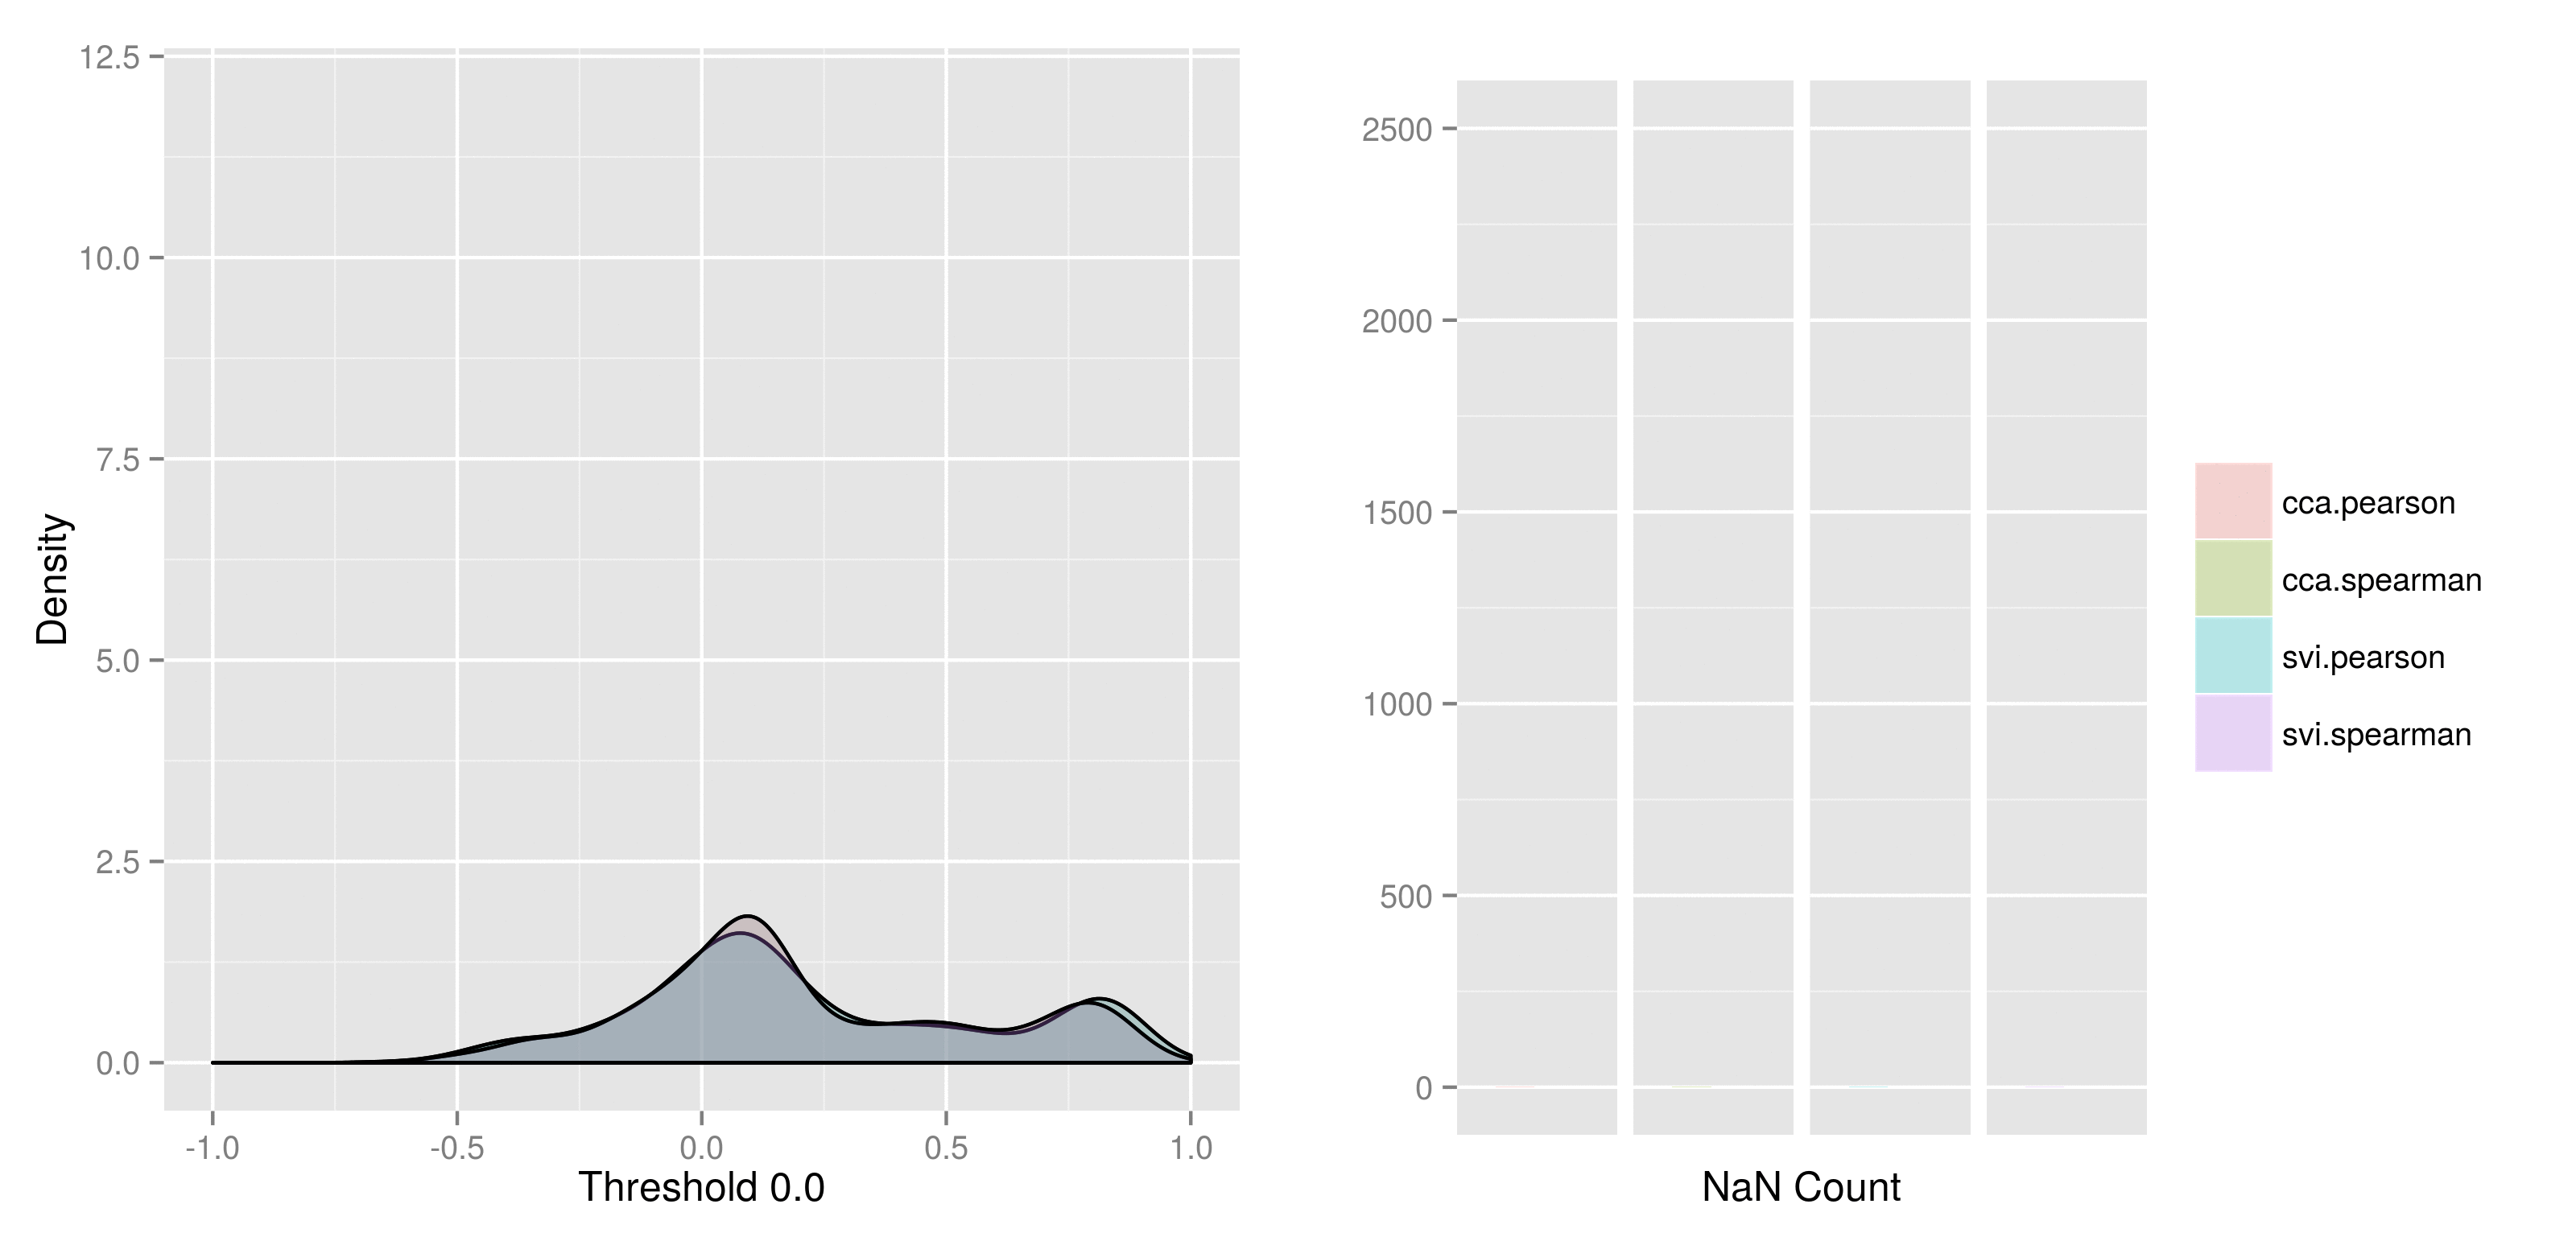 12.5
10.0
7.5
5.0
2.5
0.0
Density
-1.0 -0.5 0.0 0.5 1.0
Threshold 0.0
2500
2000
1500
1000
500
0
NaN Count
cca.pearson
cca.spearman
svi.pearson
svi.spearman